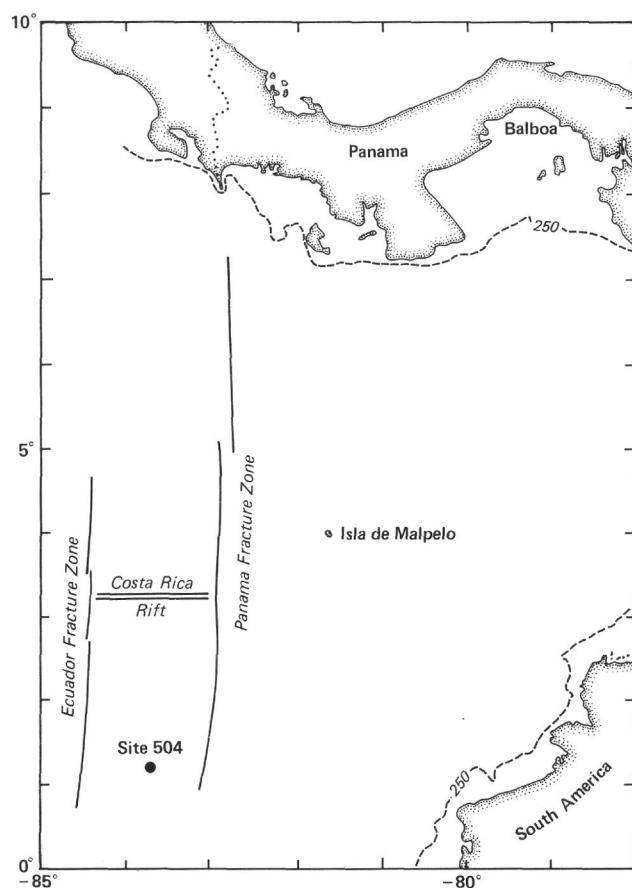 10°
Balboa
Panama
250
5°
Panama Fracture Zone
Isla de Malpelo
Ecuador Fracture Zone
Costa Rica
Rift
Site 504
250
South America
0°
−85°
−80°